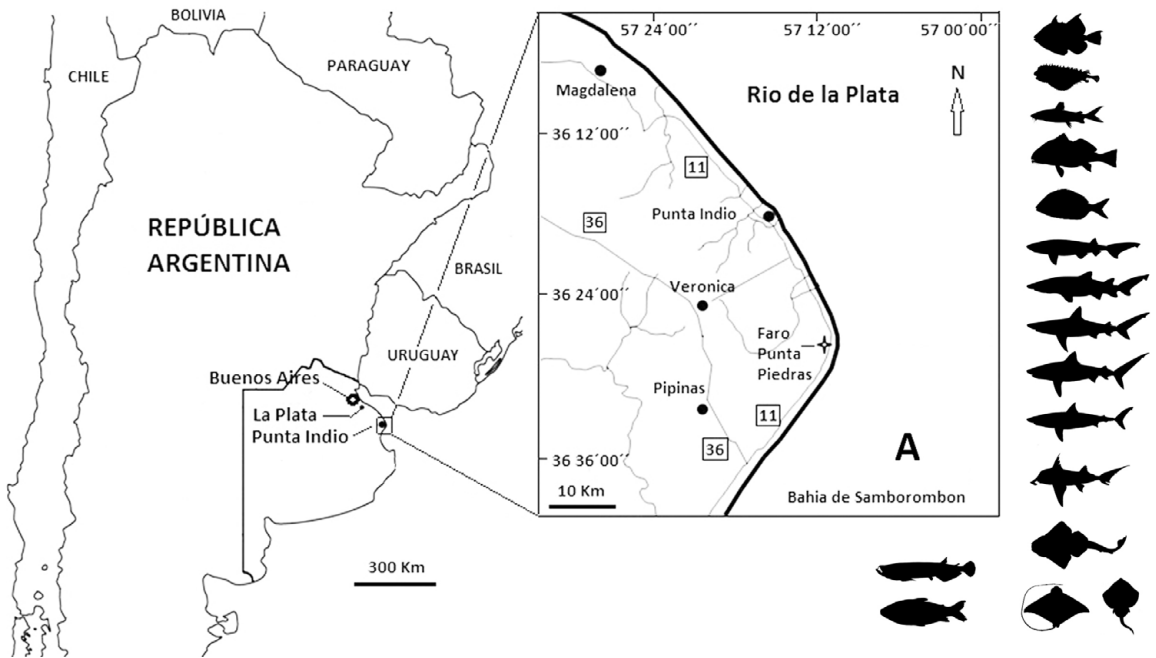 BOLIVIA
CHILE
PARAGUAY
REPÚBLICA
ARGENTINA
BRASIL
URUGUAY
Buenos Aires
La Plata
Punta Indio
300 Km
57 24´00´´
57 12´00´´
57 00´00´´
Magdalena
Rio de la Plata
N
36 12´00´´
11
36
Punta Indio
Veronica
36 24´00´´
Faro
Punta
Piedras
Pipinas
11
36
A
36 36´00´´
10 Km
Bahia de Samborombon